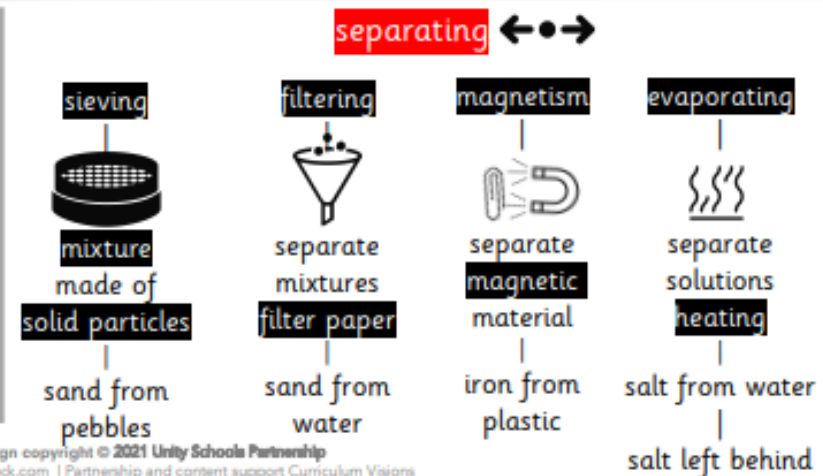 separating
sieving
mixture
made of
solid particles
sand from
pebbles
filtering
separate
mixtures
filter paper
sand from
water
magnetism
separate
magnetic
material
iron from
plastic
evaporating
separate
solutions
heating
salt from water
salt left behind
gn copyright © 2021 Unity Schools Partnership
ck.com | Partnership and content support Curriculum Visions